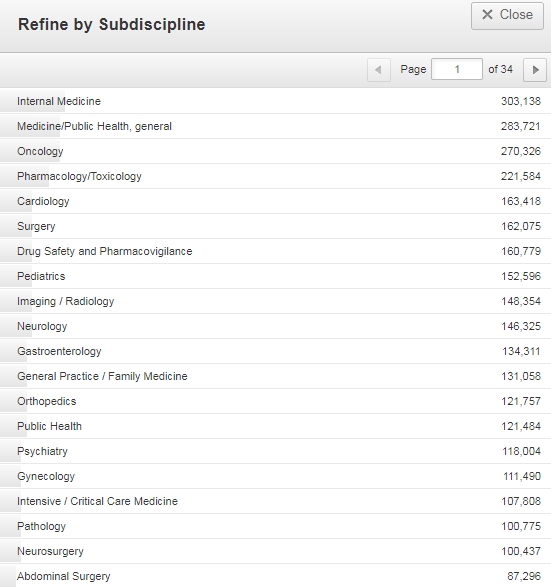 Refine by Subdiscipline
Close
Page 1 of 34
Internal Medicine 303,138
Medicine/Public Health, general 283,721
Oncology 270,326
Pharmacology/Toxicology 221,584
Cardiology 163,418
Surgery 162,075
Drug Safety and Pharmacovigilance 160,779
Pediatrics 152,596
Imaging / Radiology 148,354
Neurology 146,325
Gastroenterology 134,311
General Practice / Family Medicine 131,058
Orthopedics 121,757
Public Health 121,484
Psychiatry 118,004
Gynecology 111,490
Intensive / Critical Care Medicine 107,808
Pathology 100,775
Neurosurgery 100,437
Abdominal Surgery 87,296